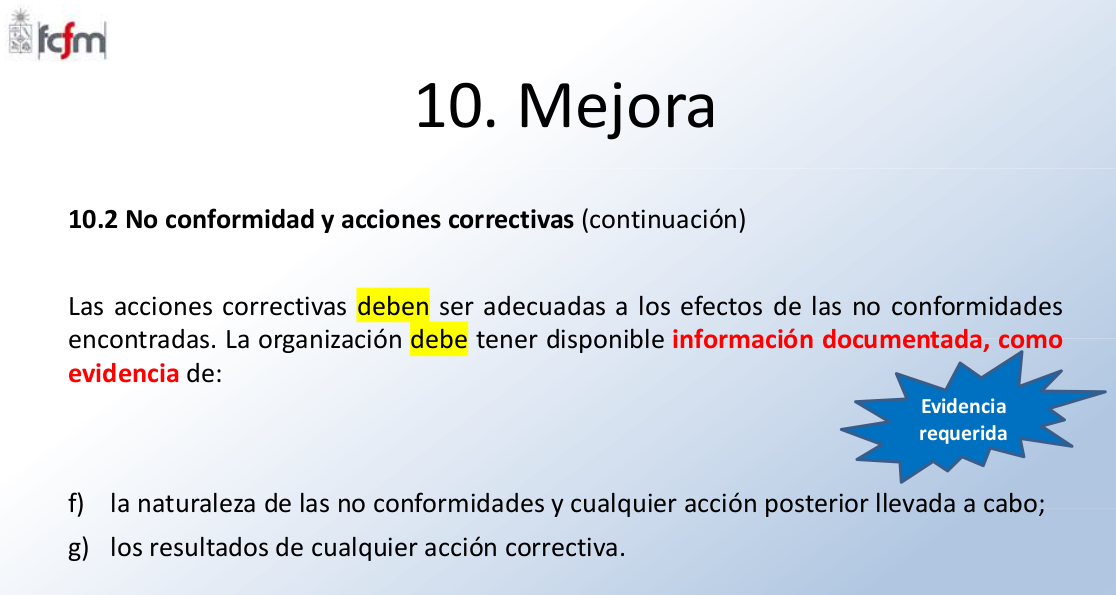 fcfm
10. Mejora
10.2 No conformidad y acciones correctivas (continuación)
Las acciones correctivas deben ser adecuadas a los efectos de las no conformidades
encontradas. La organización debe tener disponible información documentada, como
evidencia de:
Evidencia
requerida
f) la naturaleza de las no conformidades y cualquier acción posterior llevada a cabo;
g) los resultados de cualquier acción correctiva.